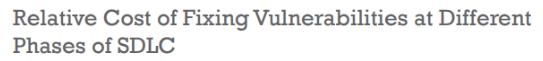 Relative Cost of Fixing Vulnerabilities at Different
Phases of SDLC